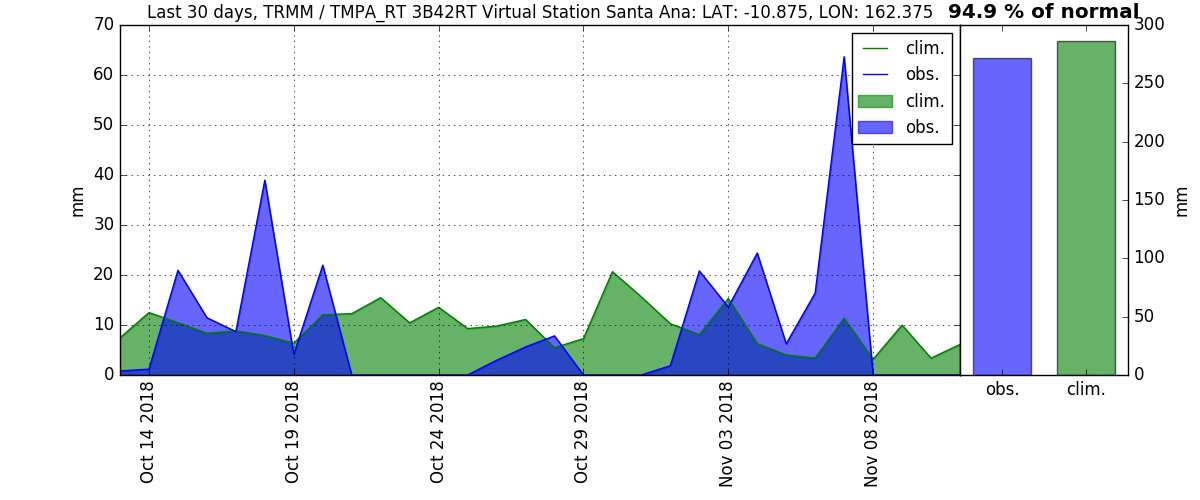 Last 30 days, TRMM / TMPA_RT 3B42RT Virtual Station Santa Ana: LAT: -10.875, LON: 162.375
94.9 % of normal
70
60
50
40
30
20
10
0
mm
clim.
obs.
clim.
obs.
Oct 14 2018
Oct 19 2018
Oct 24 2018
Oct 29 2018
Nov 03 2018
Nov 08 2018
300
250
200
150
100
50
0
mm
obs.
clim.